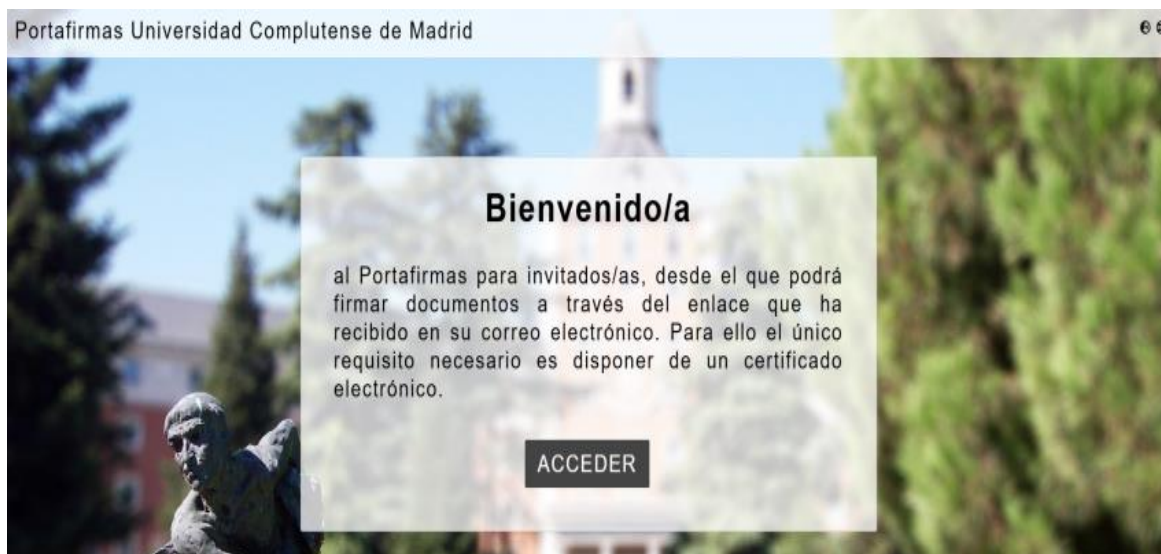 Portafirmas Universidad Complutense de Madrid
Bienvenido/a
al Portafirmas para invitados/as, desde el que podrá
firmar documentos a través del enlace que ha
recibido en su correo electrónico. Para ello el único
requisito necesario es disponer de un certificado
electrónico.
ACCEDER